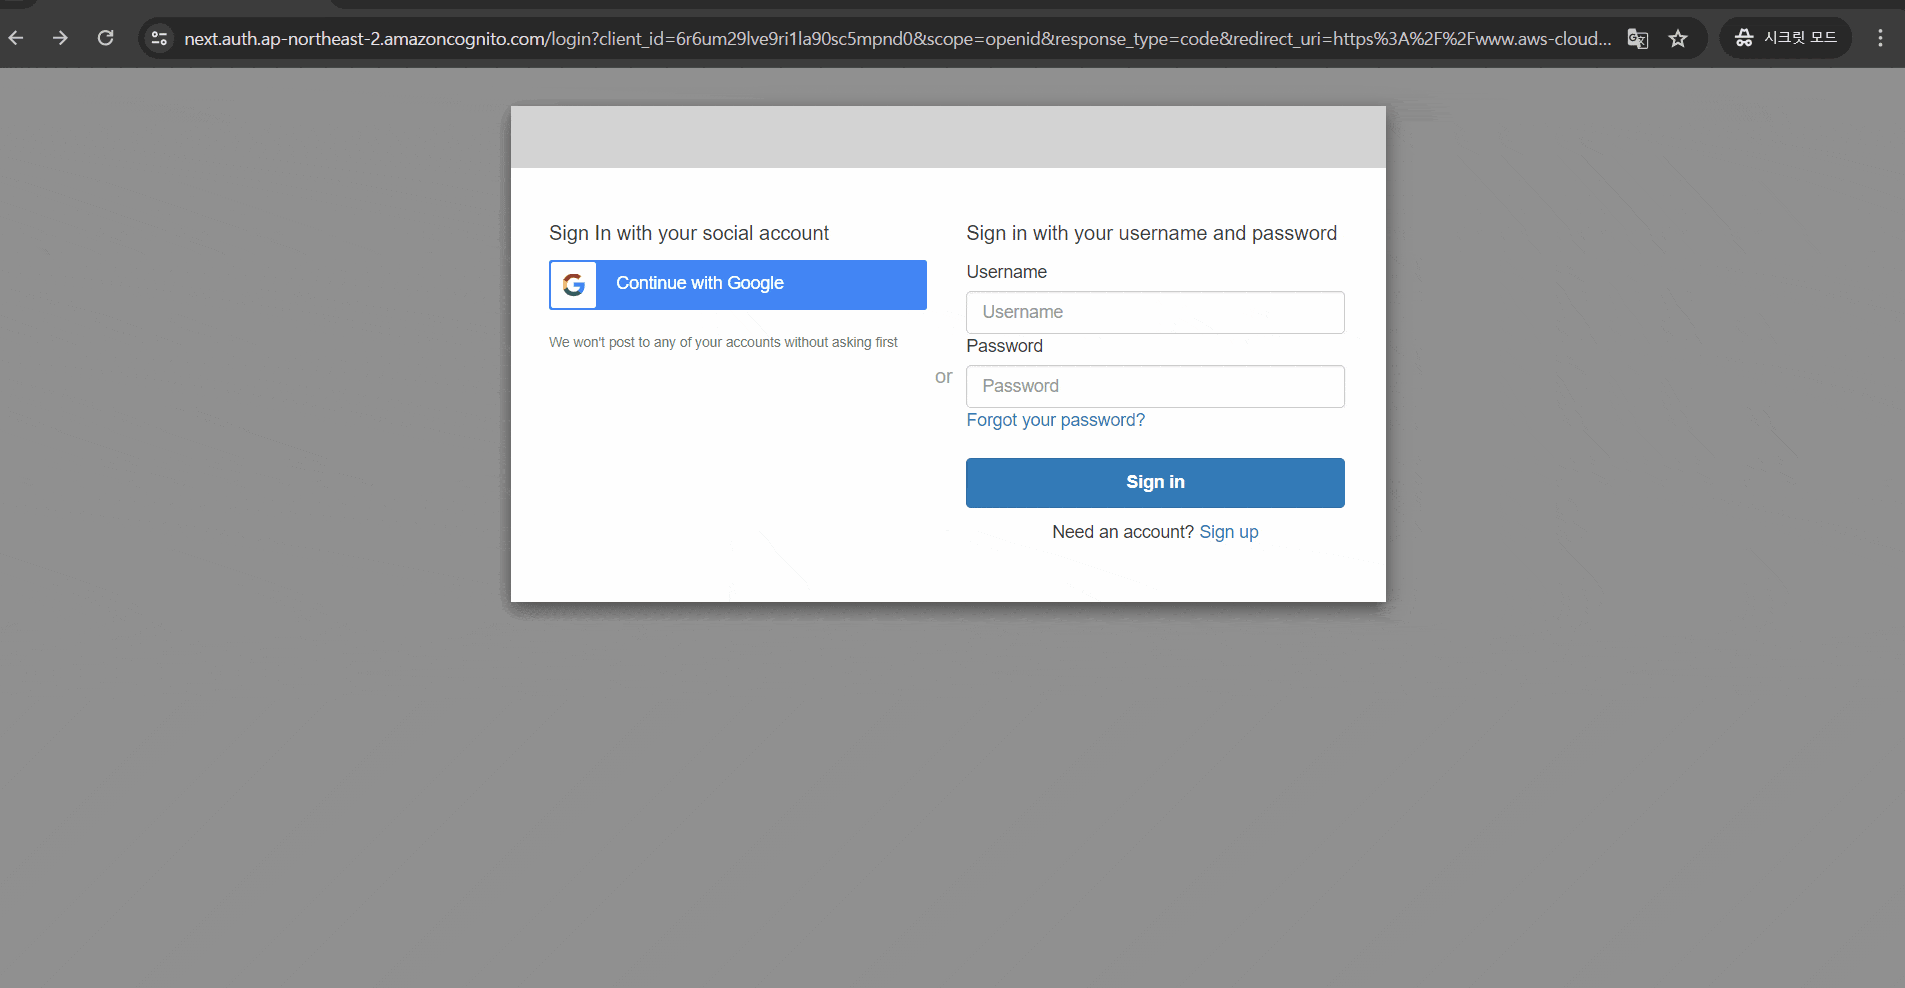 next.auth.ap-northeast-2.amazoncognito.com/login?client_id=6r6um29lve9ri1la90sc5mpnd0&scope=openid&response_type=code&redirect_uri=https%3A%2F%2Fwww.aws-cloud...
시크릿 모드
Sign In with your social account
Continue with Google
We won't post to any of your accounts without asking first
or
Sign in with your username and password
Username
Username
Password
Password
Forgot your password?
Sign in
Need an account? Sign up